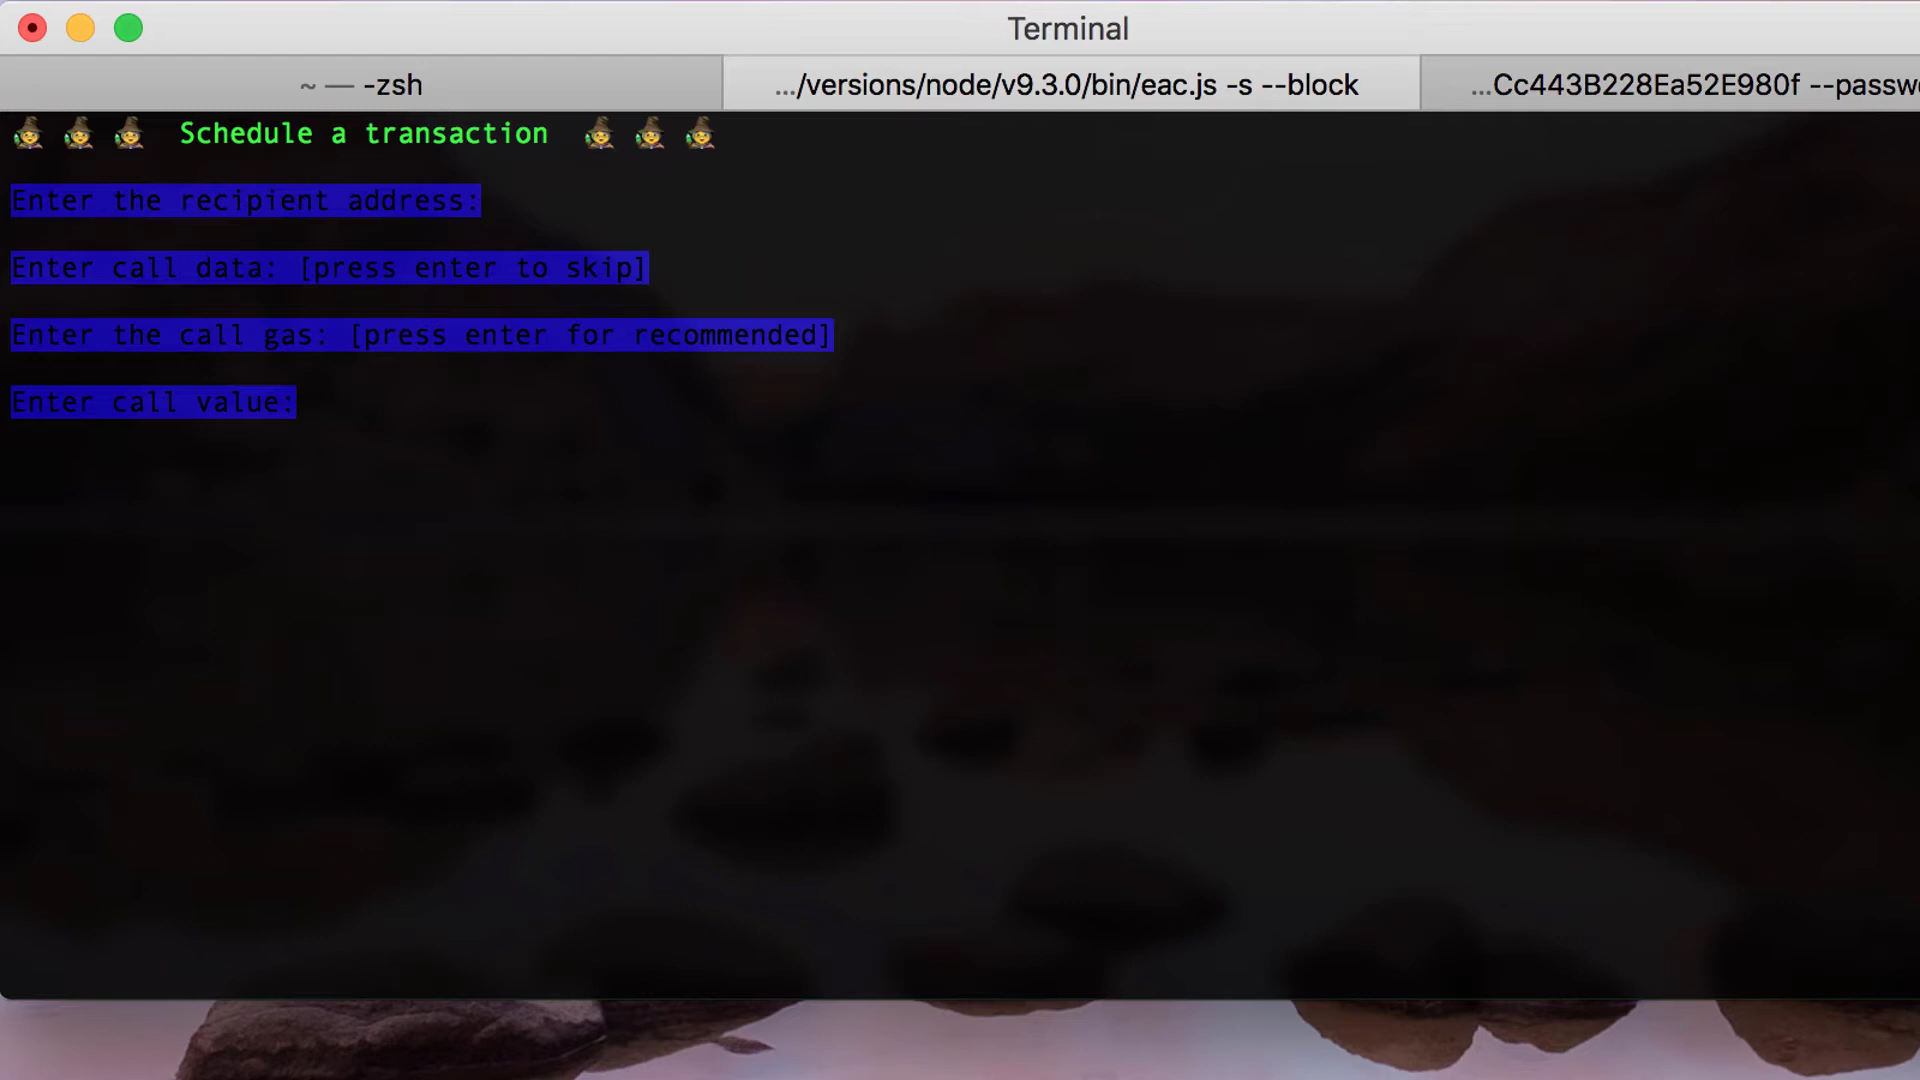 Terminal
~ — -zsh
.../versions/node/v9.3.0/bin/eac.js -s --block
...Cc443B228Ea52E980f --passw
Schedule a transaction
Enter the recipient address:
Enter call data: [press enter to skip]
Enter the call gas: [press enter for recommended]
Enter call value: